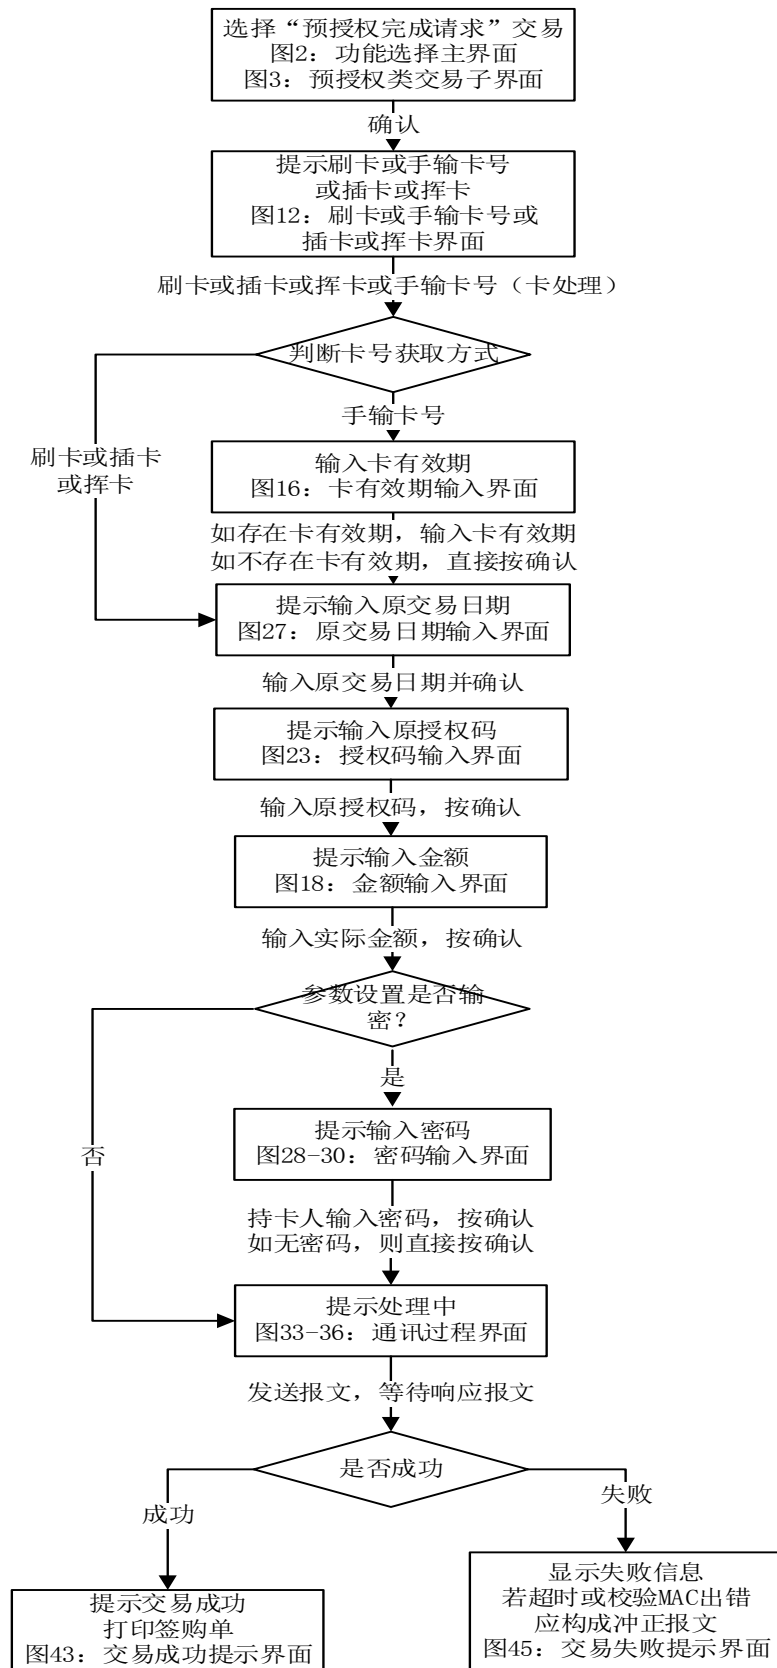 选择“预授权完成请求”交易
图2：功能选择主界面
图3：预授权类交易子界面
确认
提示刷卡或手输卡号
或插卡或挥卡
图12：刷卡或手输卡号或
插卡或挥卡界面
刷卡或插卡或挥卡或手输卡号（卡处理）
判断卡号获取方式
手输卡号
刷卡或插卡
或挥卡
输入卡有效期
图16：卡有效期输入界面
如存在卡有效期，输入卡有效期
如不存在卡有效期，直接按确认
提示输入原交易日期
图27：原交易日期输入界面
输入原交易日期并确认
提示输入原授权码
图23：授权码输入界面
输入原授权码，按确认
提示输入金额
图18：金额输入界面
输入实际金额，按确认
参数设置是否输
密？
是
否
提示输入密码
图28-30：密码输入界面
持卡人输入密码，按确认
如无密码，则直接按确认
提示处理中
图33-36：通讯过程界面
发送报文，等待响应报文
是否成功
成功
失败
提示交易成功
打印签购单
图43：交易成功提示界面
显示失败信息
若超时或校验MAC出错
应构成冲正报文
图45：交易失败提示界面